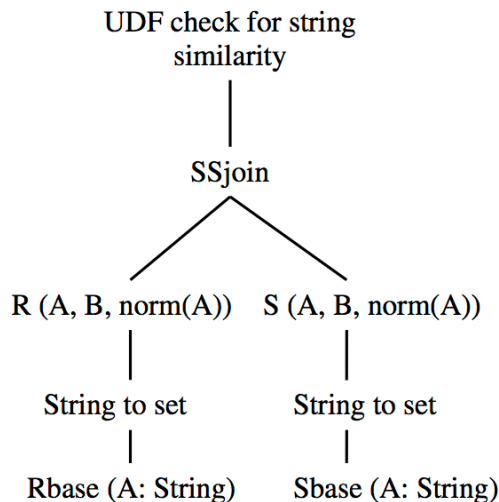 UDF check for string
similarity
SSjoin
R (A, B, norm(A)) S (A, B, norm(A))
String to set String to set
Rbase (A: String) Sbase (A: String)